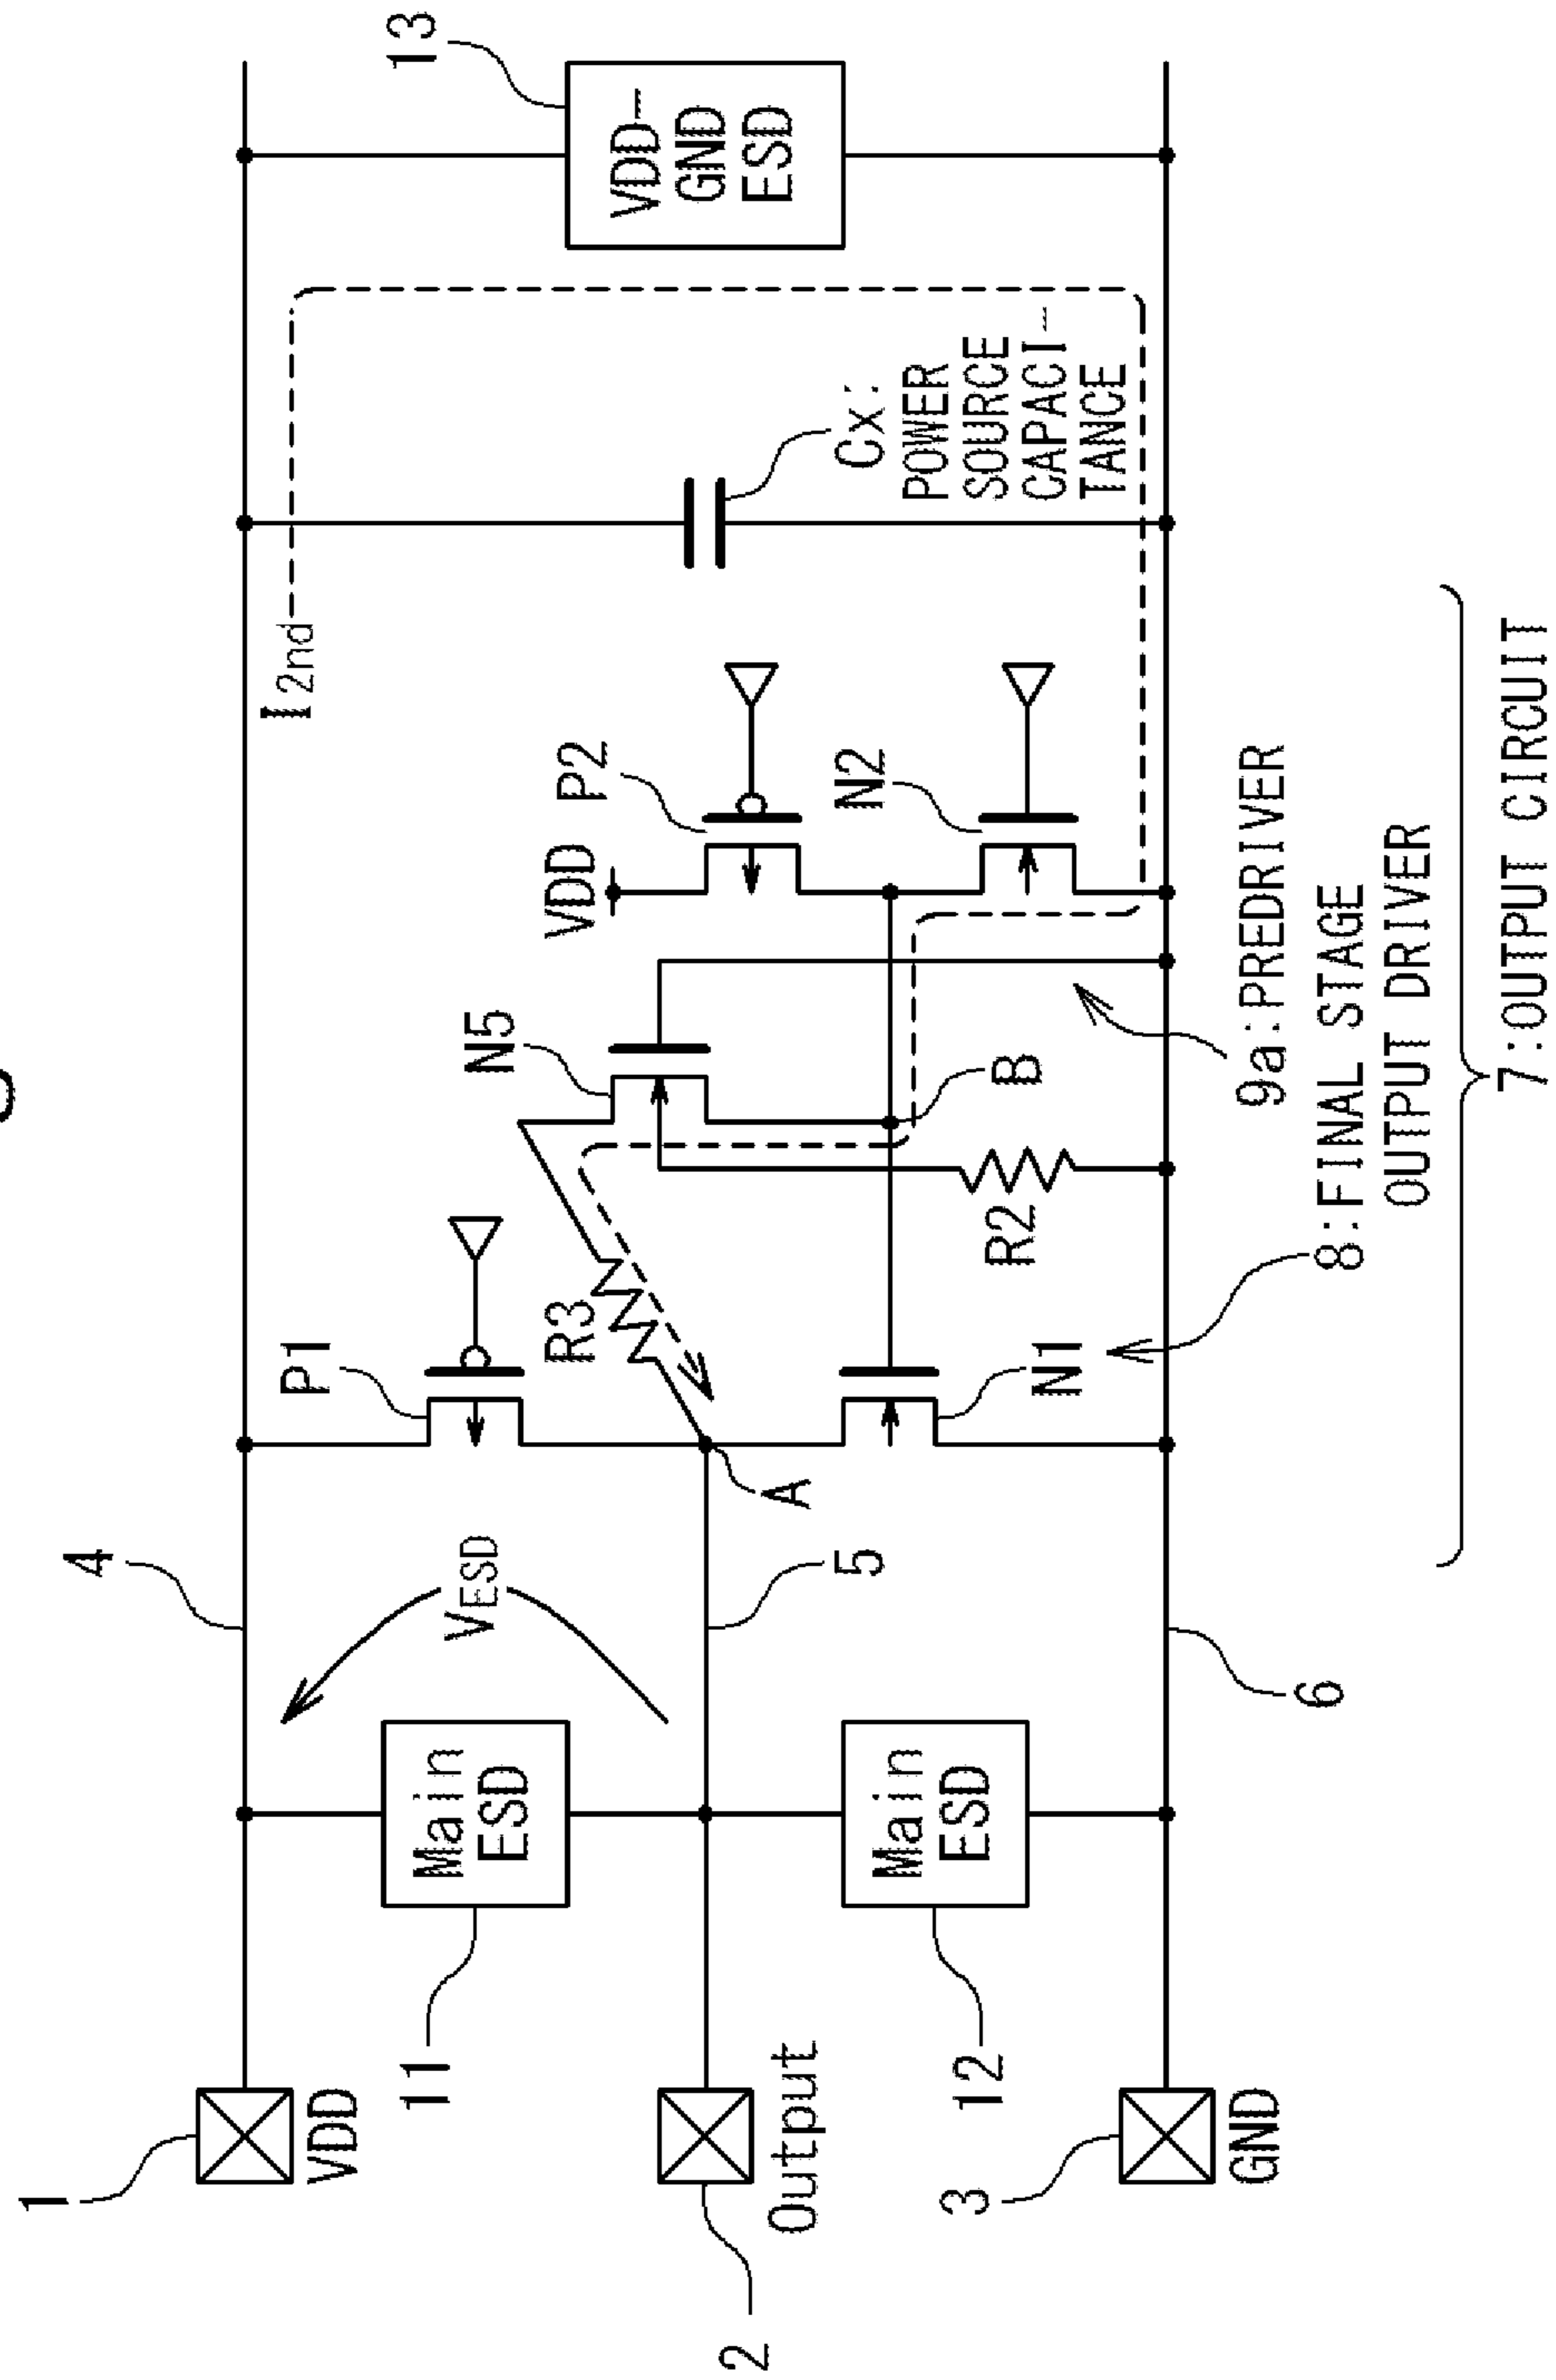 4
P1
N5
P2
VDD
I2nd
13
VDD-
GND
ESD
1
VDD
11
Main
ESD
VESD
R3
A
5
B
N2
Cx:
POWER
SOURCE
CAPACI-
TANCE
2
Output
12
Main
ESD
N1
R2
3
GND
6
9a:PREDRIVER
8:FINAL STAGE
OUTPUT DRIVER
7:OUTPUT CIRCUIT